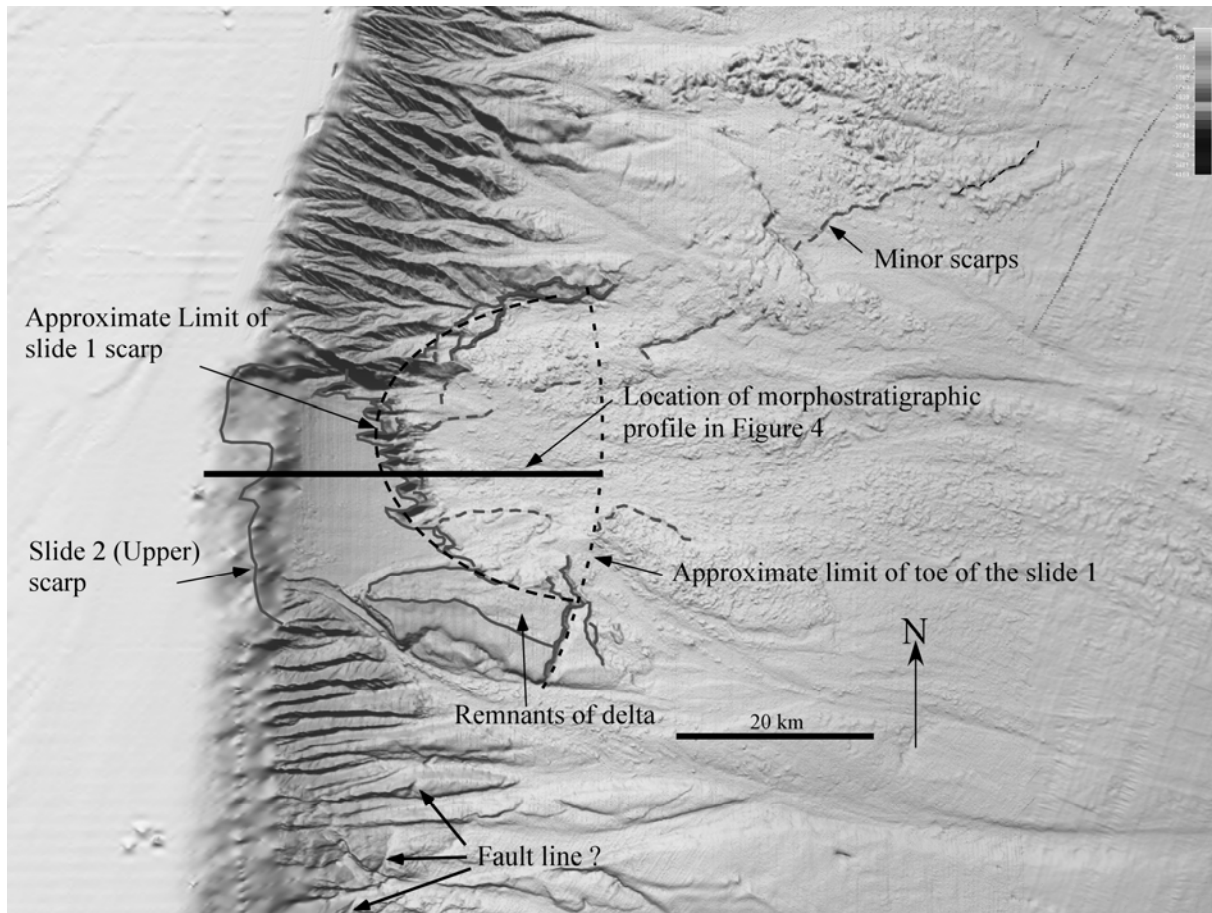 Minor scarps
Approximate Limit of
slide 1 scarp
Location of morphostratigraphic
profile in Figure 4
Slide 2 (Upper)
scarp
Approximate limit of toe of the slide 1
N
Remnants of delta
20 km
Fault line ?